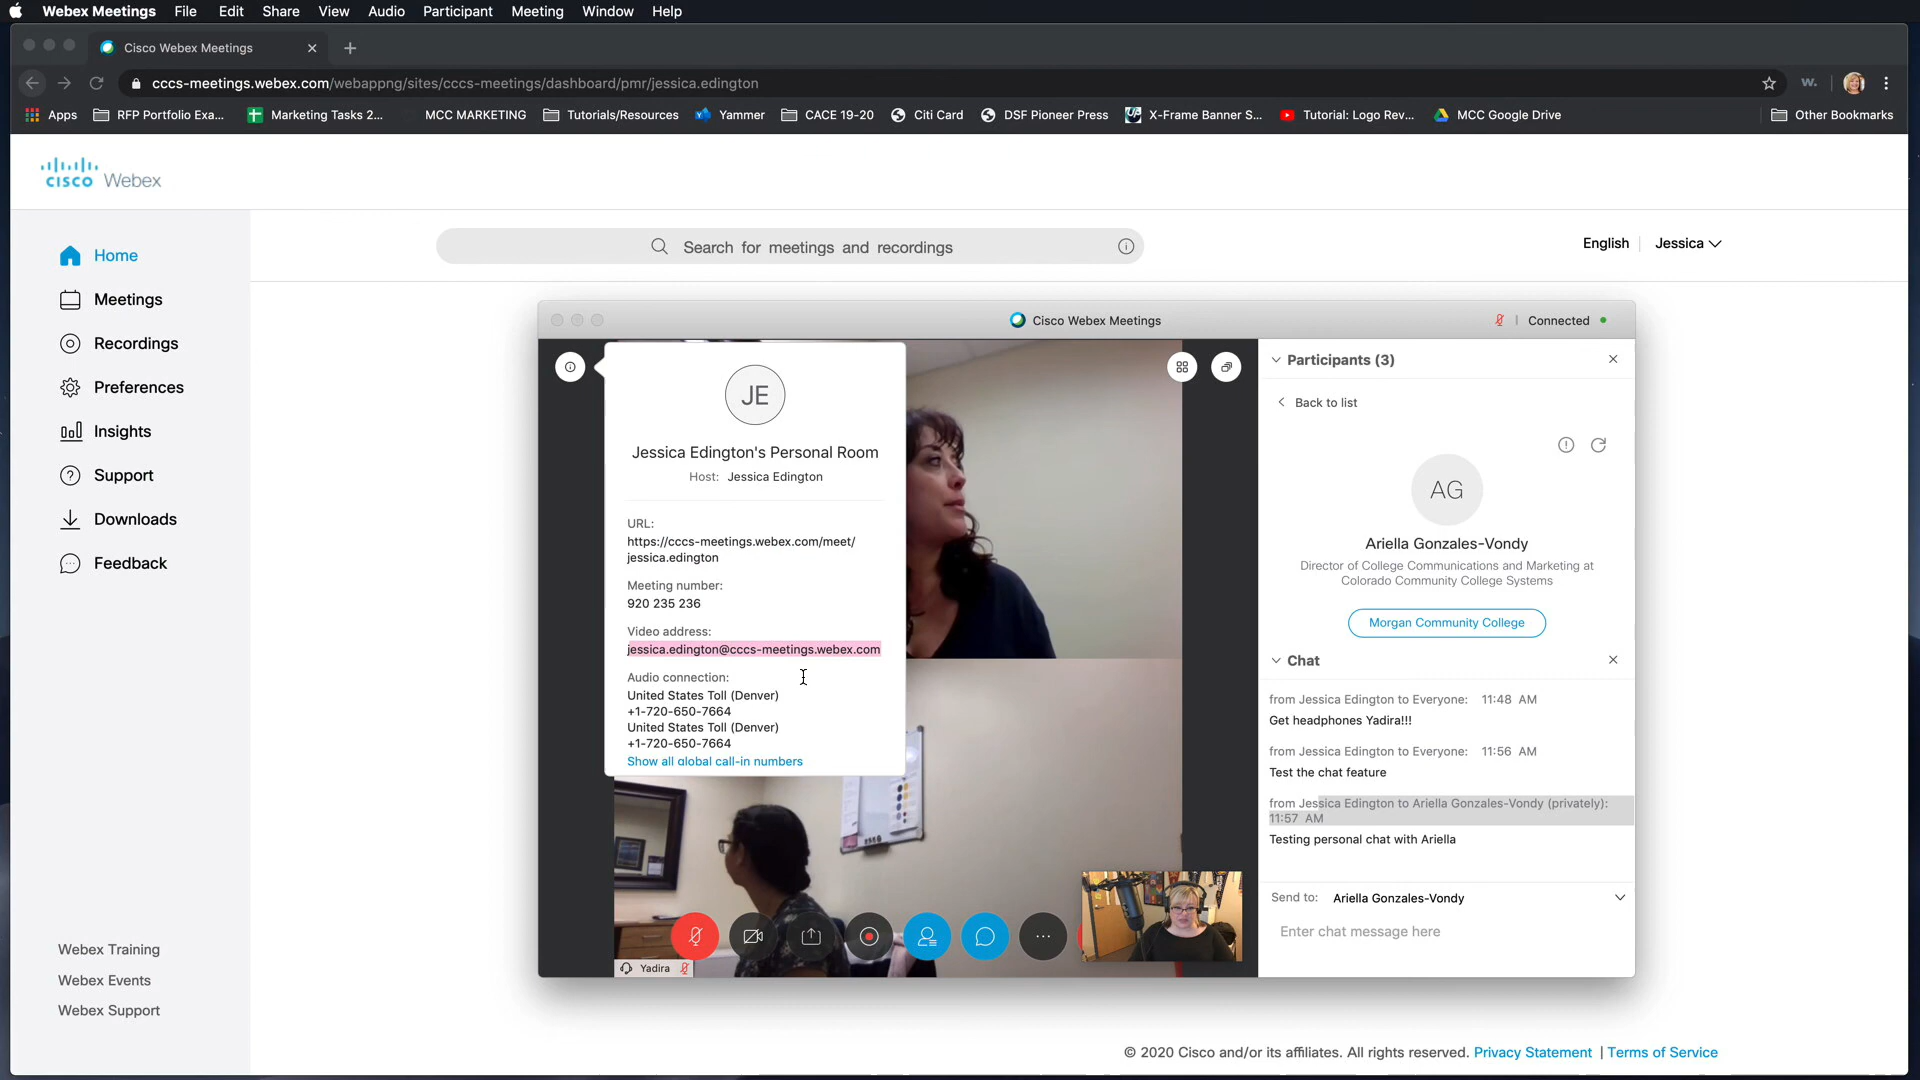 Webex Meetings File Edit Share View Audio Participant Meeting Window Help
Cisco Webex Meetings
cccs-meetings.webex.com/webappng/sites/cccs-meetings/dashboard/pmr/jessica.edington
W.
Apps RFP Portfolio Exa... Marketing Tasks 2... MCC MARKETING Tutorials/Resources Yammer CACE 19-20 Citi Card DSF Pioneer Press X-Frame Banner S... Tutorial: Logo Rev... MCC Google Drive Other Bookmarks
cisco Webex
Search for meetings and recordings
English | Jessica
Home
Meetings
Recordings
Preferences
Insights
Support
Downloads
Feedback
Webex Training
Webex Events
Webex Support
Cisco Webex Meetings
Connected
JE
Jessica Edington's Personal Room
Host: Jessica Edington
URL:
https://cccs-meetings.webex.com/meet/
jessica.edington
Meeting number:
920 235 236
Video address:
jessica.edington@cccs-meetings.webex.com
Audio connection:
United States Toll (Denver)
+1-720-650-7664
United States Toll (Denver)
+1-720-650-7664
Show all global call-in numbers
Yadira
Participants (3)
Back to list
AG
Ariella Gonzales-Vondy
Director of College Communications and Marketing at
Colorado Community College Systems
Morgan Community College
Chat
from Jessica Edington to Everyone: 11:48 AM
Get headphones Yadira!!!
from Jessica Edington to Everyone: 11:56 AM
Test the chat feature
from Jessica Edington to Ariella Gonzales-Vondy (privately):
11:57 AM
Testing personal chat with Ariella
Send to: Ariella Gonzales-Vondy
Enter chat message here
© 2020 Cisco and/or its affiliates. All rights reserved. Privacy Statement | Terms of Service